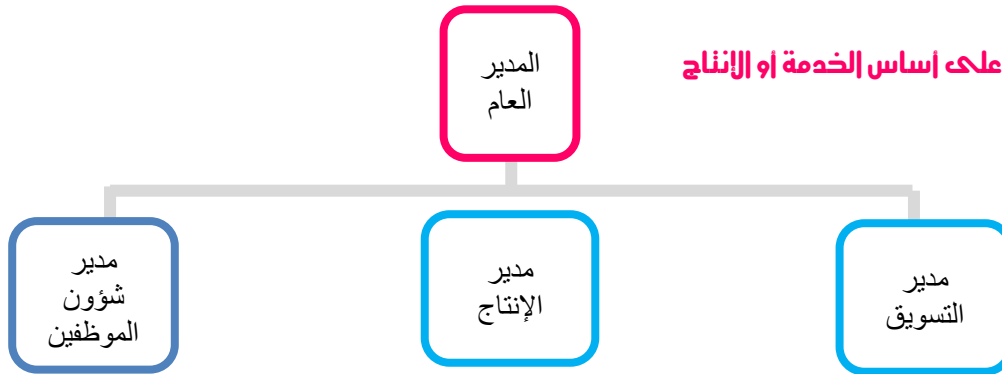 على أساس الخدمة أو الإنتاج
المدير
العام
مدير
التسويق
مدير
الإنتاج
مدير
شؤون
الموظفين